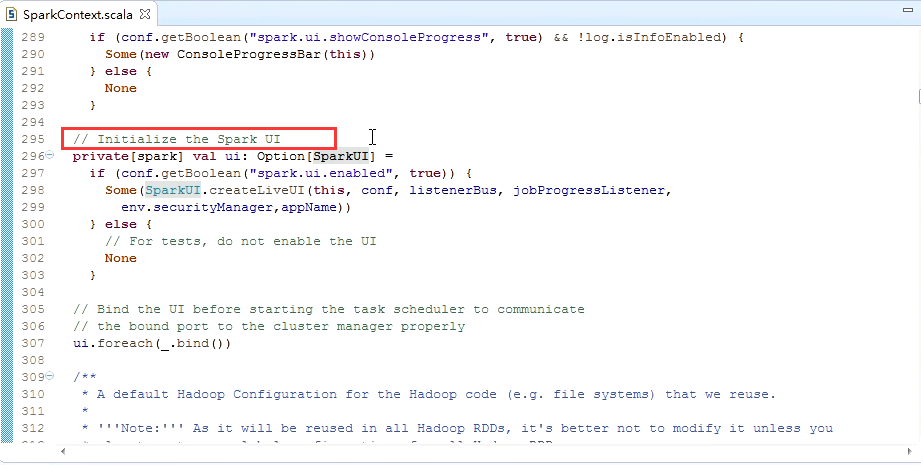 SparkContext.scala
289 if (conf.getBoolean("spark.ui.showConsoleProgress", true) && !log.isInfoEnabled) {
290 Some(new ConsoleProgressBar(this))
291 } else {
292 None
293 }
294
295 // Initialize the Spark UI
296 private[spark] val ui: Option[SparkUI] =
297 if (conf.getBoolean("spark.ui.enabled", true)) {
298 Some(SparkUI.createLiveUI(this, conf, listenerBus, jobProgressListener,
299 env.securityManager,appName))
300 } else {
301 // For tests, do not enable the UI
302 None
303 }
304
305 // Bind the UI before starting the task scheduler to communicate
306 // the bound port to the cluster manager properly
307 ui.foreach(_.bind())
308
309 /**
310 * A default Hadoop Configuration for the Hadoop code (e.g. file systems) that we reuse.
311 *
312 * '''Note:''' As it will be reused in all Hadoop RDDs, it's better not to modify it unless you